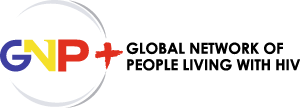 GNP+ GLOBAL NETWORK OF
PEOPLE LIVING WITH HIV